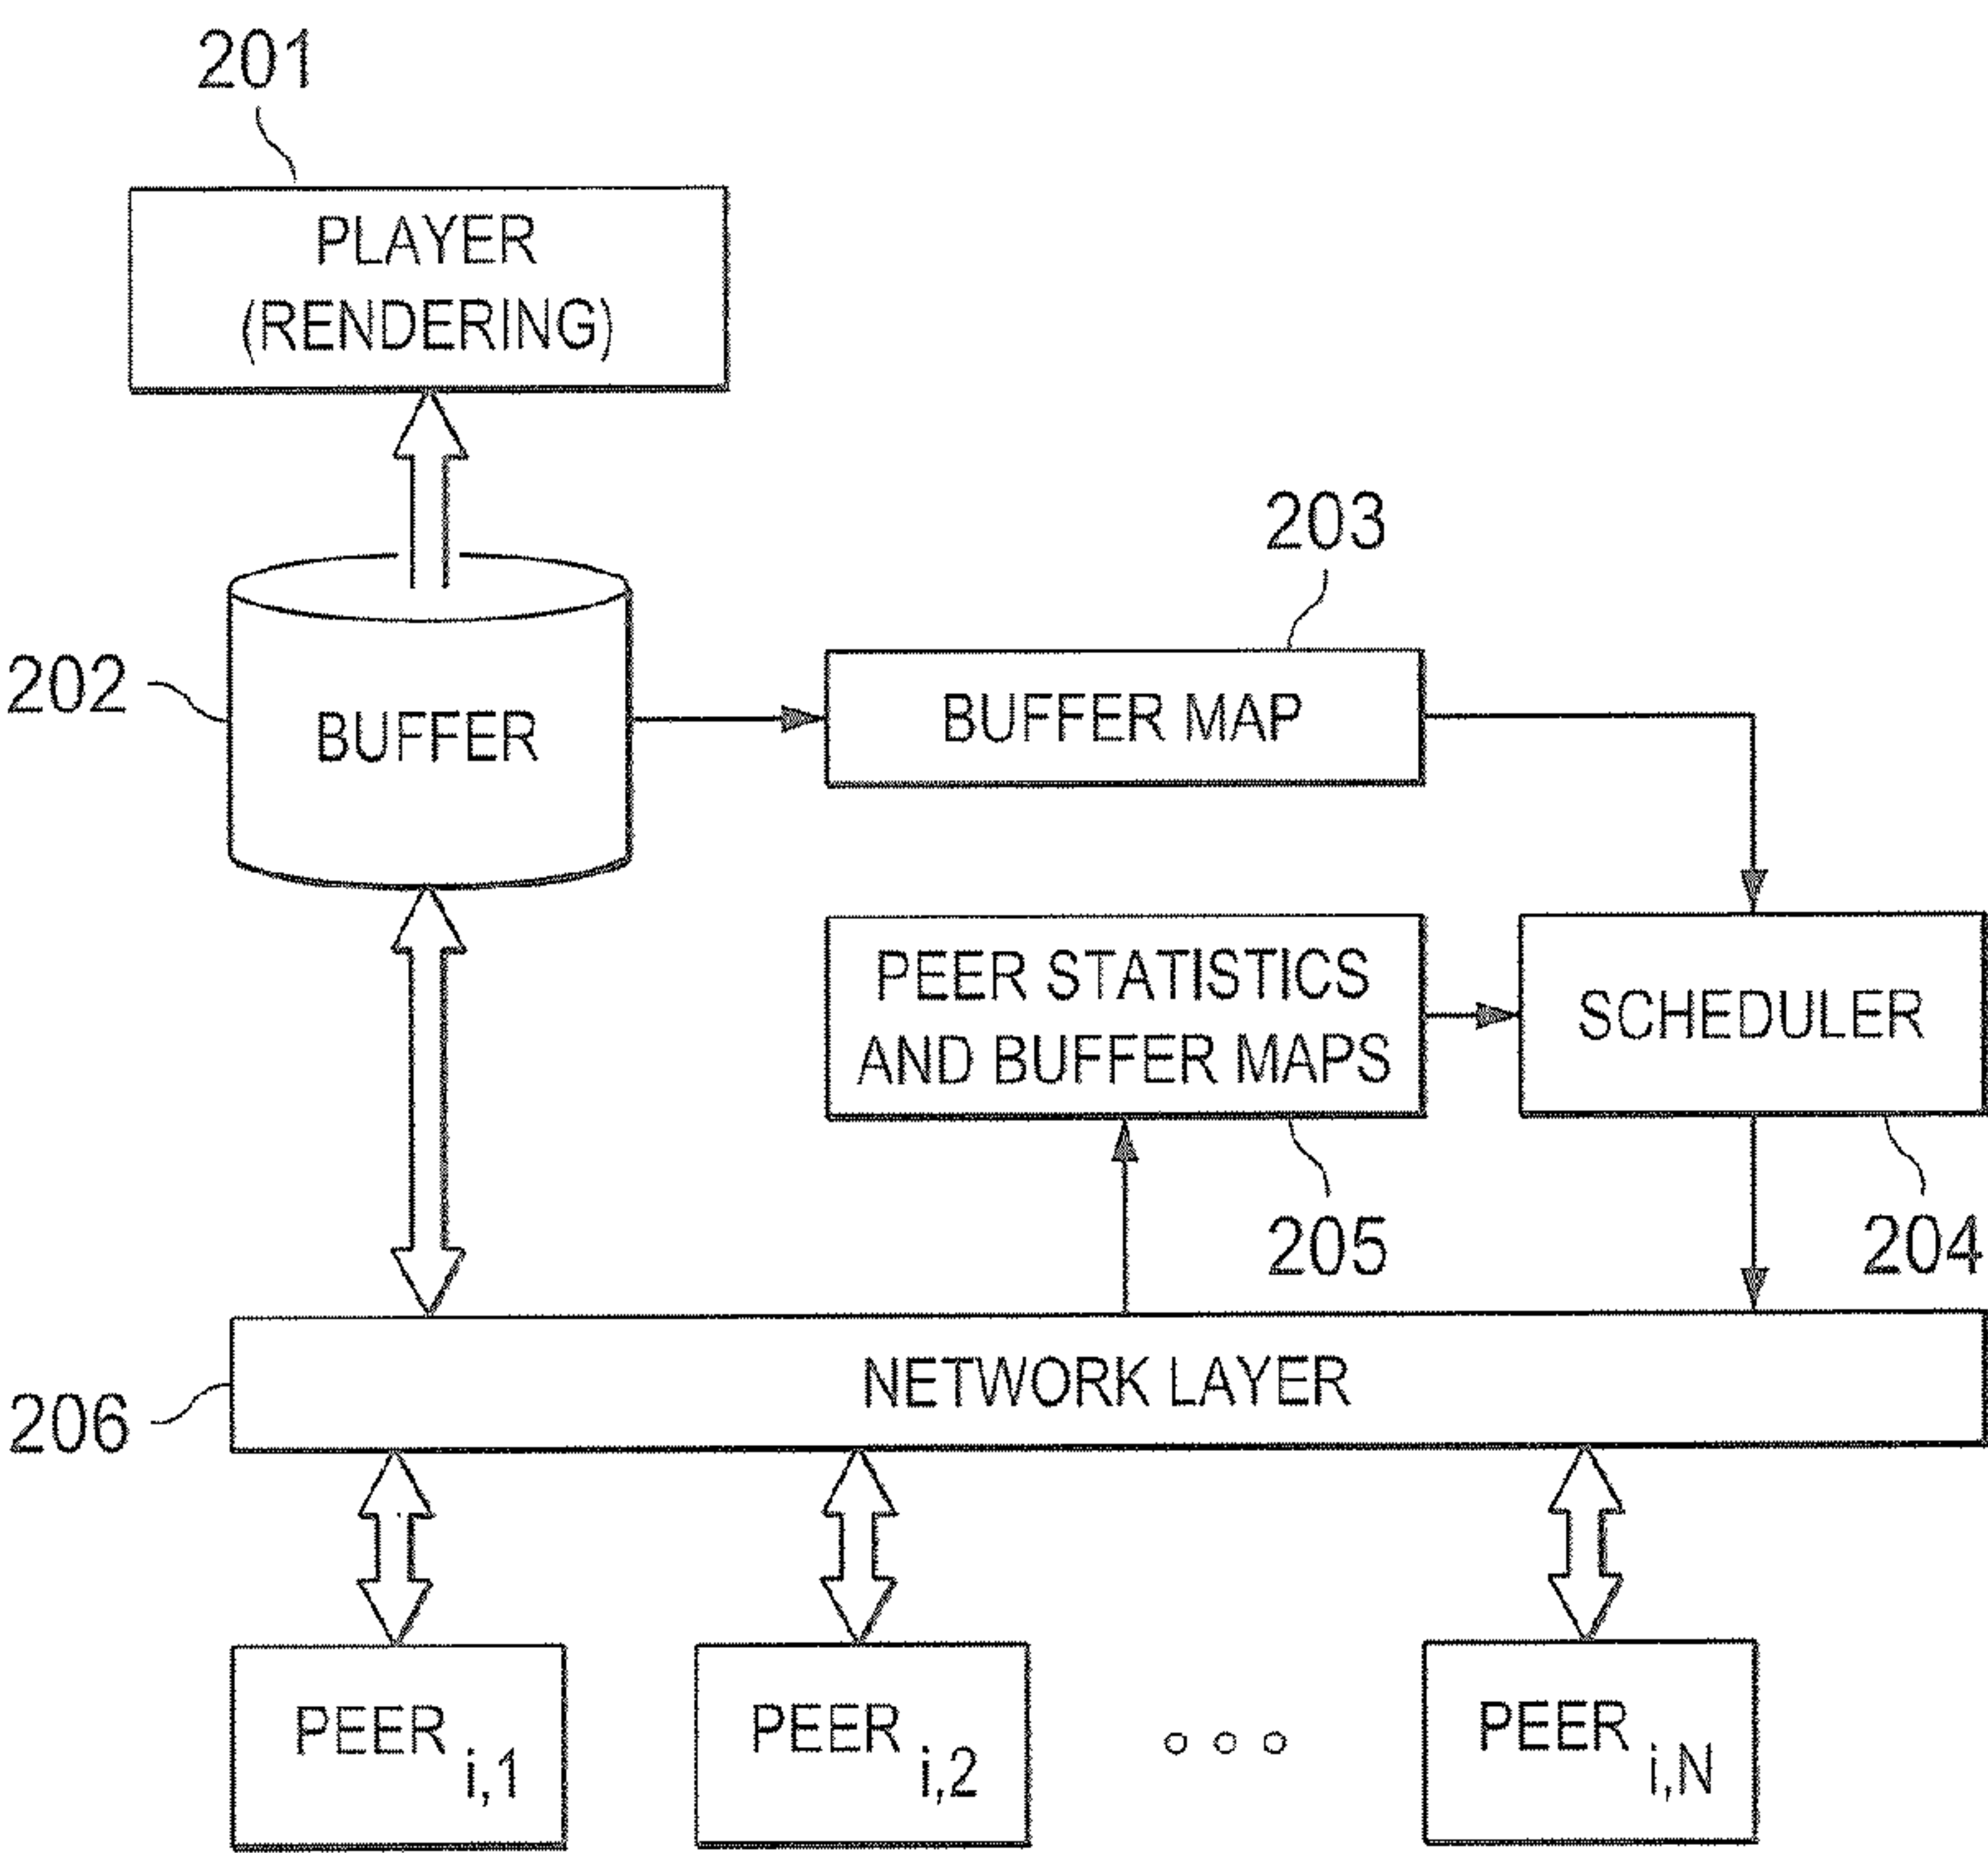 201
PLAYER
(RENDERING)
203
202
BUFFER
BUFFER MAP
PEER STATISTICS
AND BUFFER MAPS
SCHEDULER
205
204
NETWORK LAYER
206
PEER i,1
PEER i,2
PEER i,N